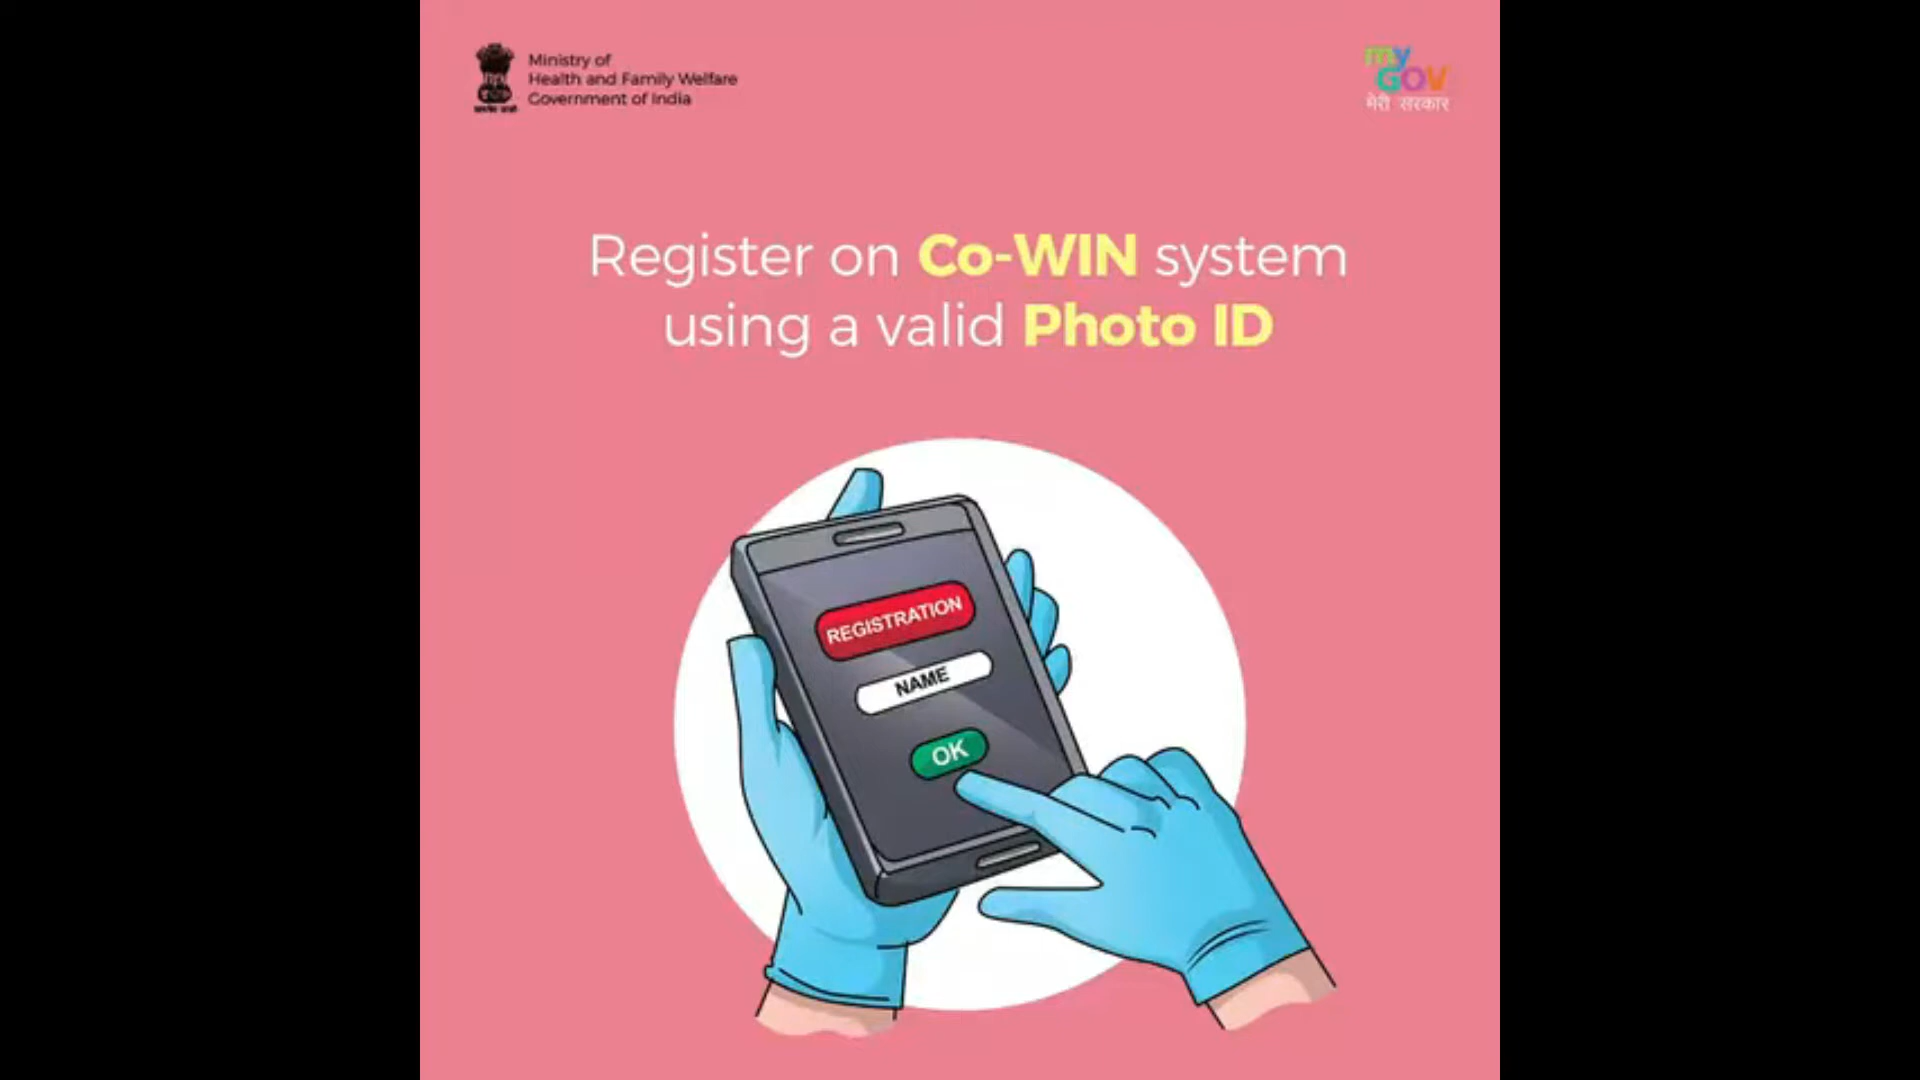 Ministry of
Health and Family Welfare
Government of India
my
GOV
मेरी सरकार
Register on Co-WIN system
using a valid Photo ID
REGISTRATION
NAME
OK